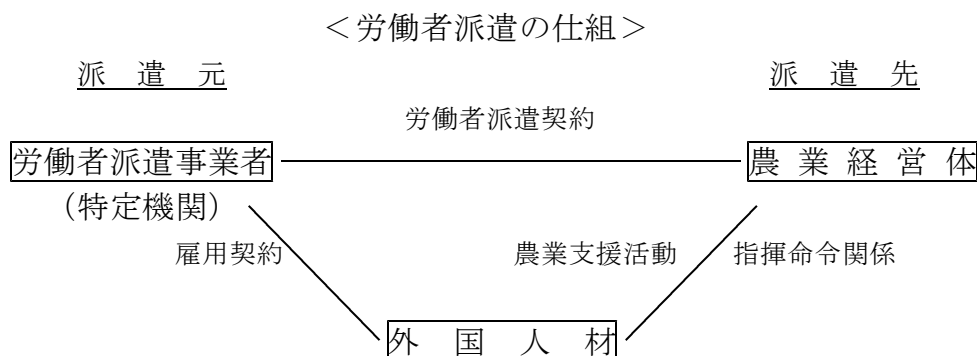 ＜労働者派遣の仕組＞
派遣元
派遣先
労働者派遣契約
労働者派遣事業者
農業経営体
（特定機関）
雇用契約
農業支援活動
指揮命令関係
外国人材